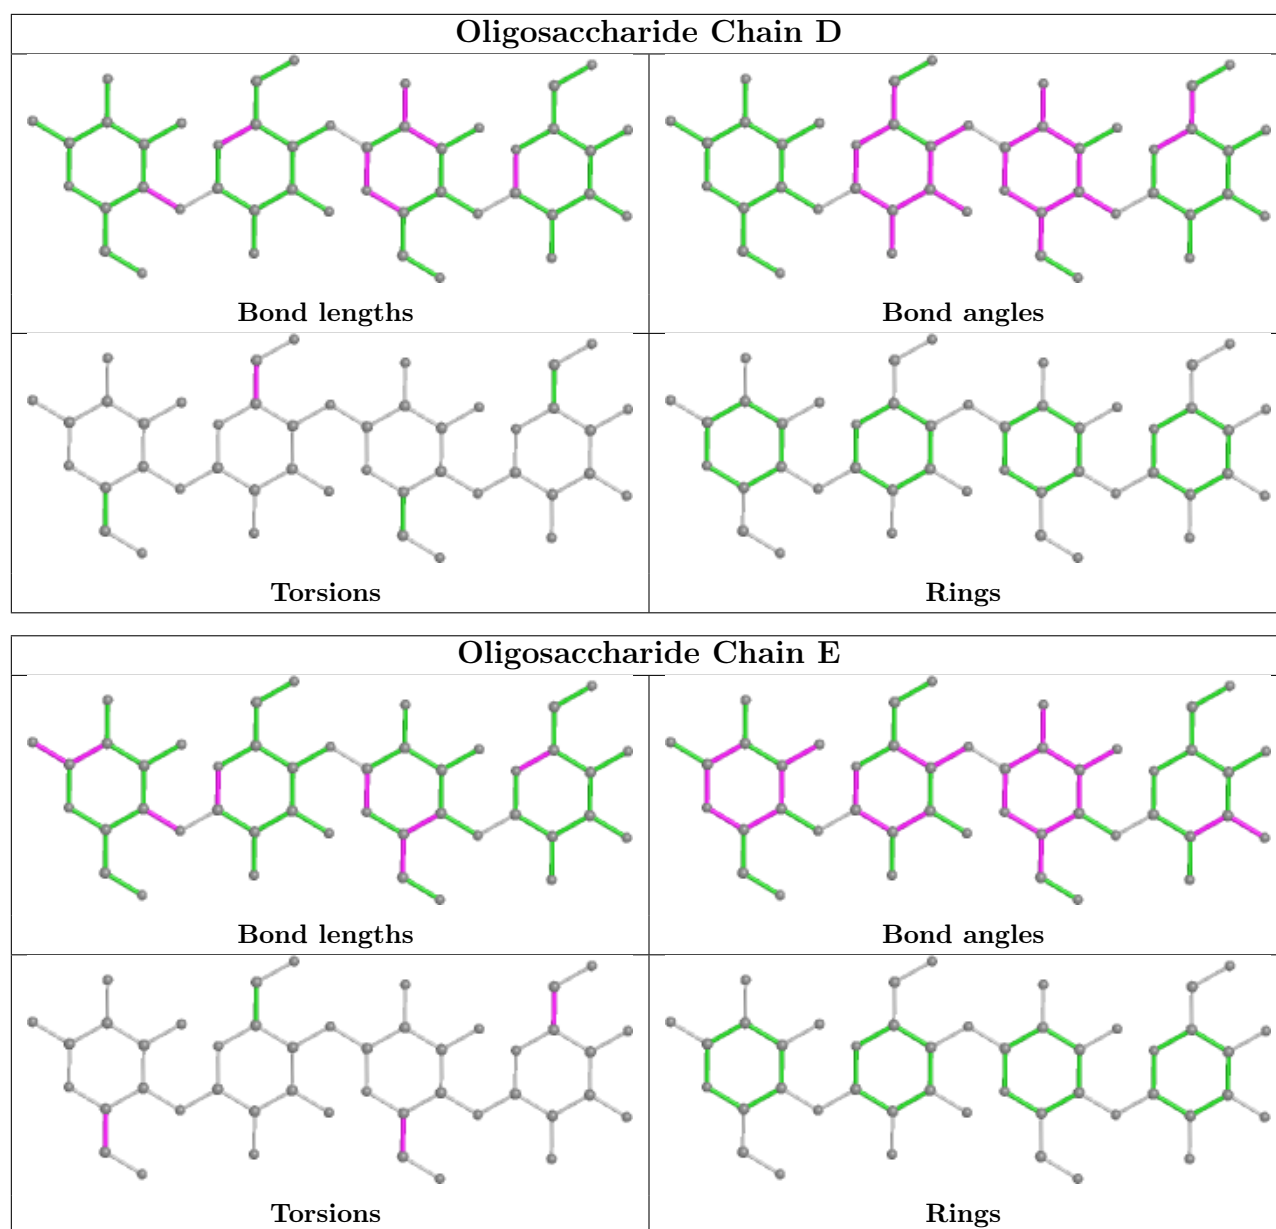 Oligosaccharide Chain D
Bond lengths
Bond angles
Torsions
Rings
Oligosaccharide Chain E
Bond lengths
Bond angles
Torsions
Rings